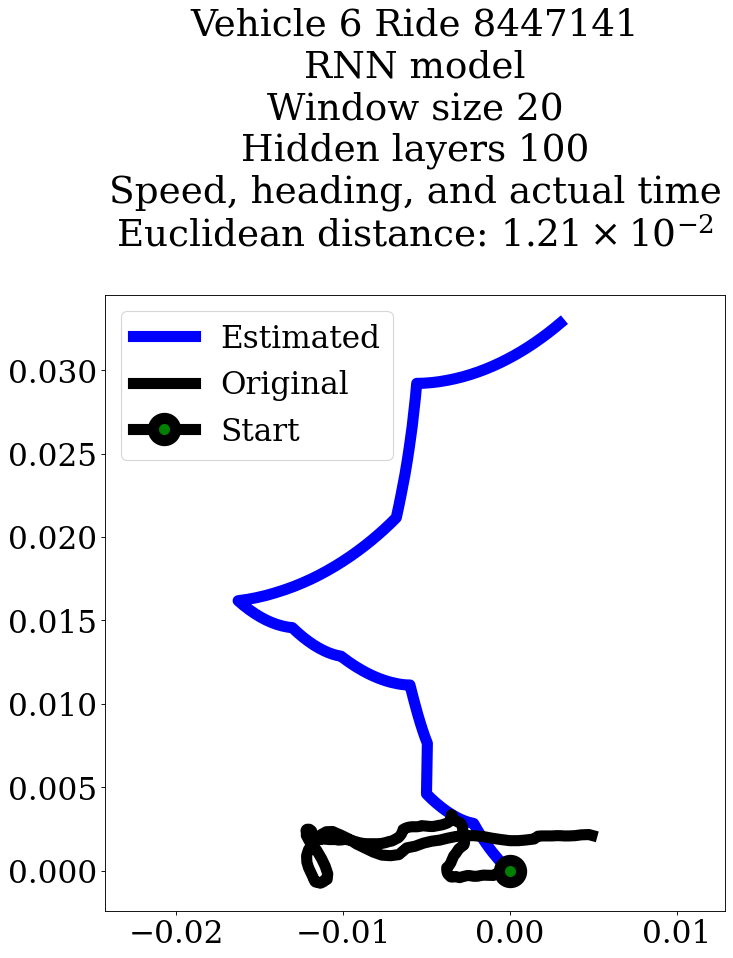 Vehicle 6 Ride 8447141
RNN model
Window size 20
Hidden layers 100
Speed, heading, and actual time
Euclidean distance: 1.21 × 10⁻²
Estimated
Original
Start
0.030
0.025
0.020
0.015
0.010
0.005
0.000
−0.02 −0.01 0.00 0.01